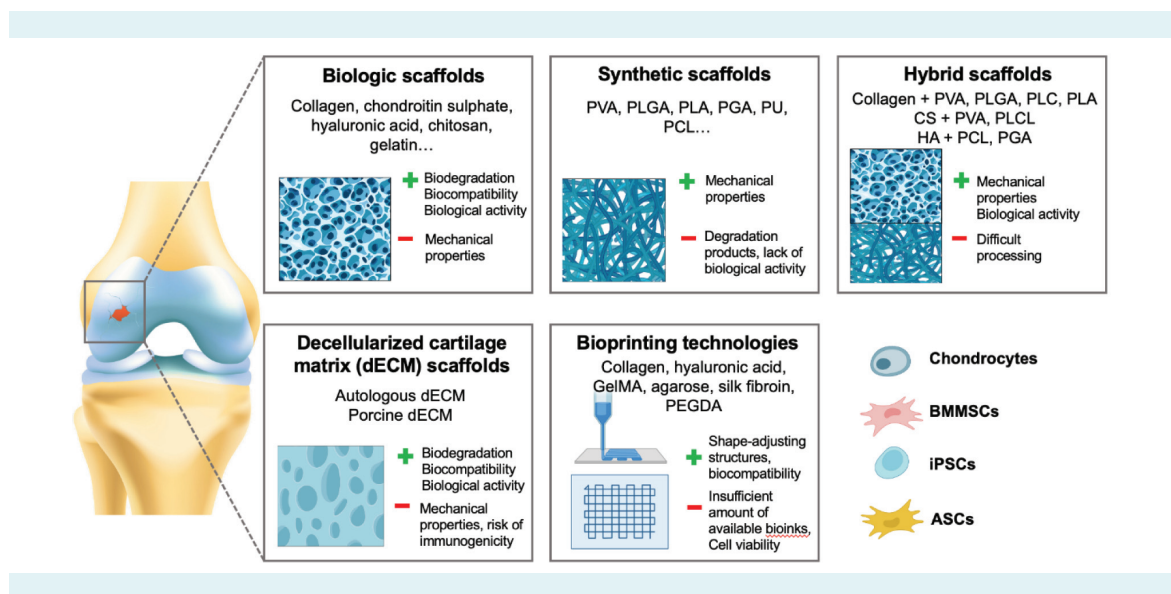 Biologic scaffolds
Collagen, chondroitin sulphate,
hyaluronic acid, chitosan,
gelatin…
+ Biodegradation
Biocompatibility
Biological activity
− Mechanical
properties
Synthetic scaffolds
PVA, PLGA, PLA, PGA, PU,
PCL…
+ Mechanical
properties
− Degradation
products, lack of
biological activity
Hybrid scaffolds
Collagen + PVA, PLGA, PLC, PLA
CS + PVA, PLCL
HA + PCL, PGA
+ Mechanical
properties
Biological activity
− Difficult
processing
Decellularized cartilage
matrix (dECM) scaffolds
Autologous dECM
Porcine dECM
+ Biodegradation
Biocompatibility
Biological activity
− Mechanical
properties, risk of
immunogenicity
Bioprinting technologies
Collagen, hyaluronic acid,
GelMA, agarose, silk fibroin,
PEGDA
+ Shape-adjusting
structures,
biocompatibility
− Insufficient
amount of
available bioinks,
Cell viability
Chondrocytes
BMMSCs
iPSCs
ASCs